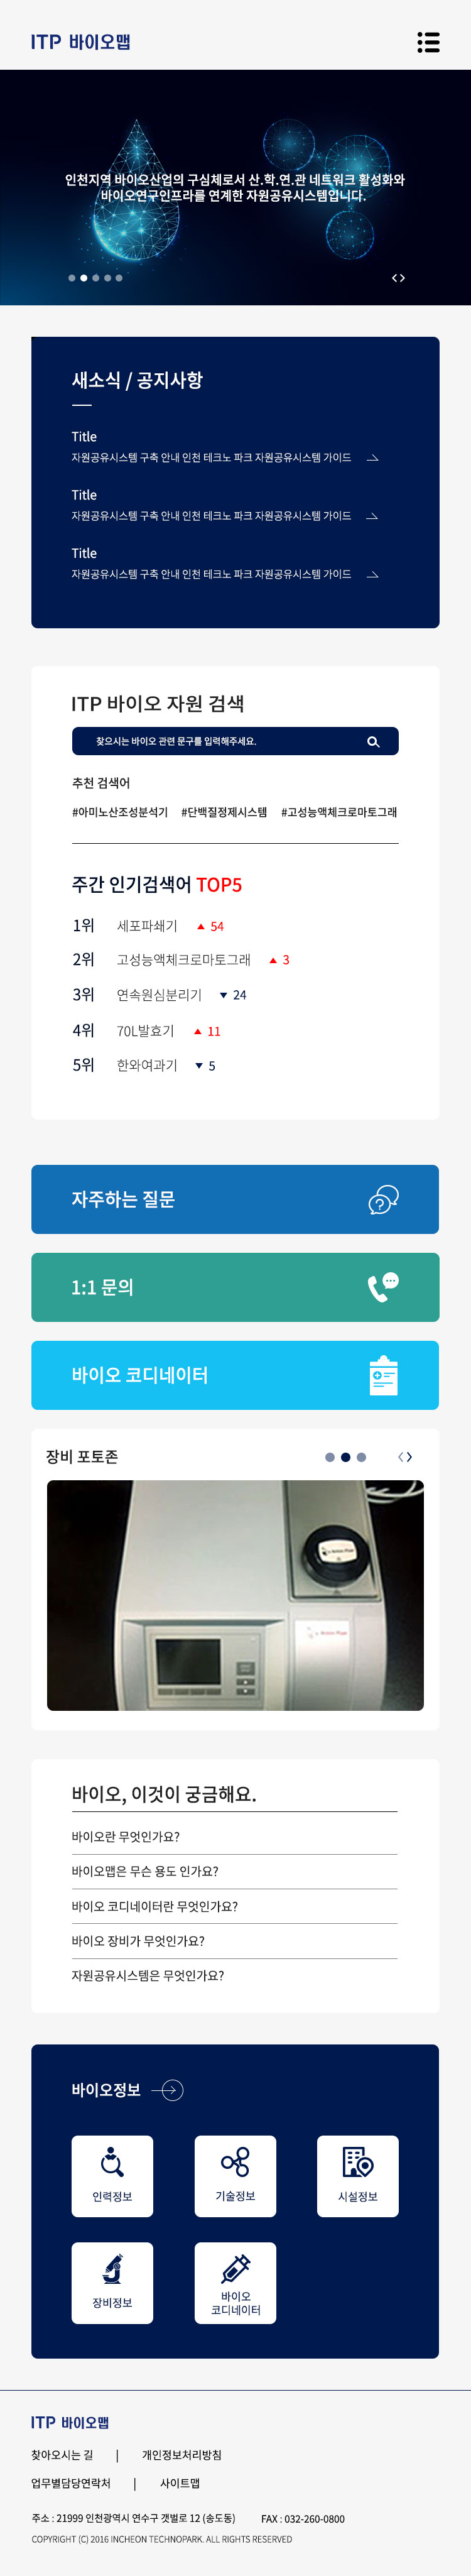 ITP 바이오맵
인천지역 바이오산업의 구심체로서 산.학.연.관 네트워크 활성화와
바이오연구인프라를 연계한 자원공유시스템입니다.
새소식 / 공지사항
Title
자원공유시스템 구축 안내 인천 테크노 파크 자원공유시스템 가이드
Title
자원공유시스템 구축 안내 인천 테크노 파크 자원공유시스템 가이드
Title
자원공유시스템 구축 안내 인천 테크노 파크 자원공유시스템 가이드
ITP 바이오 자원 검색
찾으시는 바이오 관련 문구를 입력해주세요.
추천 검색어
#아미노산조성분석기 #단백질정제시스템 #고성능액체크로마토그래
주간 인기검색어 TOP5
1위 세포파쇄기 ▲ 54
2위 고성능액체크로마토그래 ▲ 3
3위 연속원심분리기 ▼ 24
4위 70L발효기 ▲ 11
5위 한와여과기 ▼ 5
자주하는 질문
1:1 문의
바이오 코디네이터
장비 포토존
바이오, 이것이 궁금해요.
바이오란 무엇인가요?
바이오맵은 무슨 용도 인가요?
바이오 코디네이터란 무엇인가요?
바이오 장비가 무엇인가요?
자원공유시스템은 무엇인가요?
바이오정보
인력정보 기술정보 시설정보
장비정보 바이오
코디네이터
ITP 바이오맵
찾아오시는 길 | 개인정보처리방침
업무별담당연락처 | 사이트맵
주소 : 21999 인천광역시 연수구 갯벌로 12 (송도동) FAX : 032-260-0800
COPYRIGHT (C) 2016 INCHEON TECHNOPARK. ALL RIGHTS RESERVED